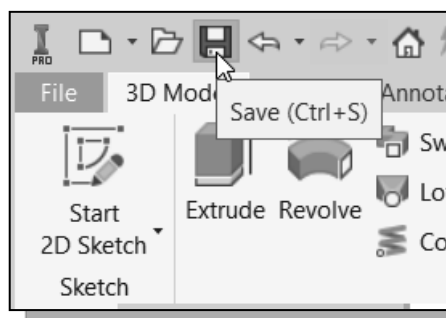 PRO
File 3D Mode Annota
Save (Ctrl+S)
Start
2D Sketch
Extrude Revolve
Sw
Lo
Co
Sketch